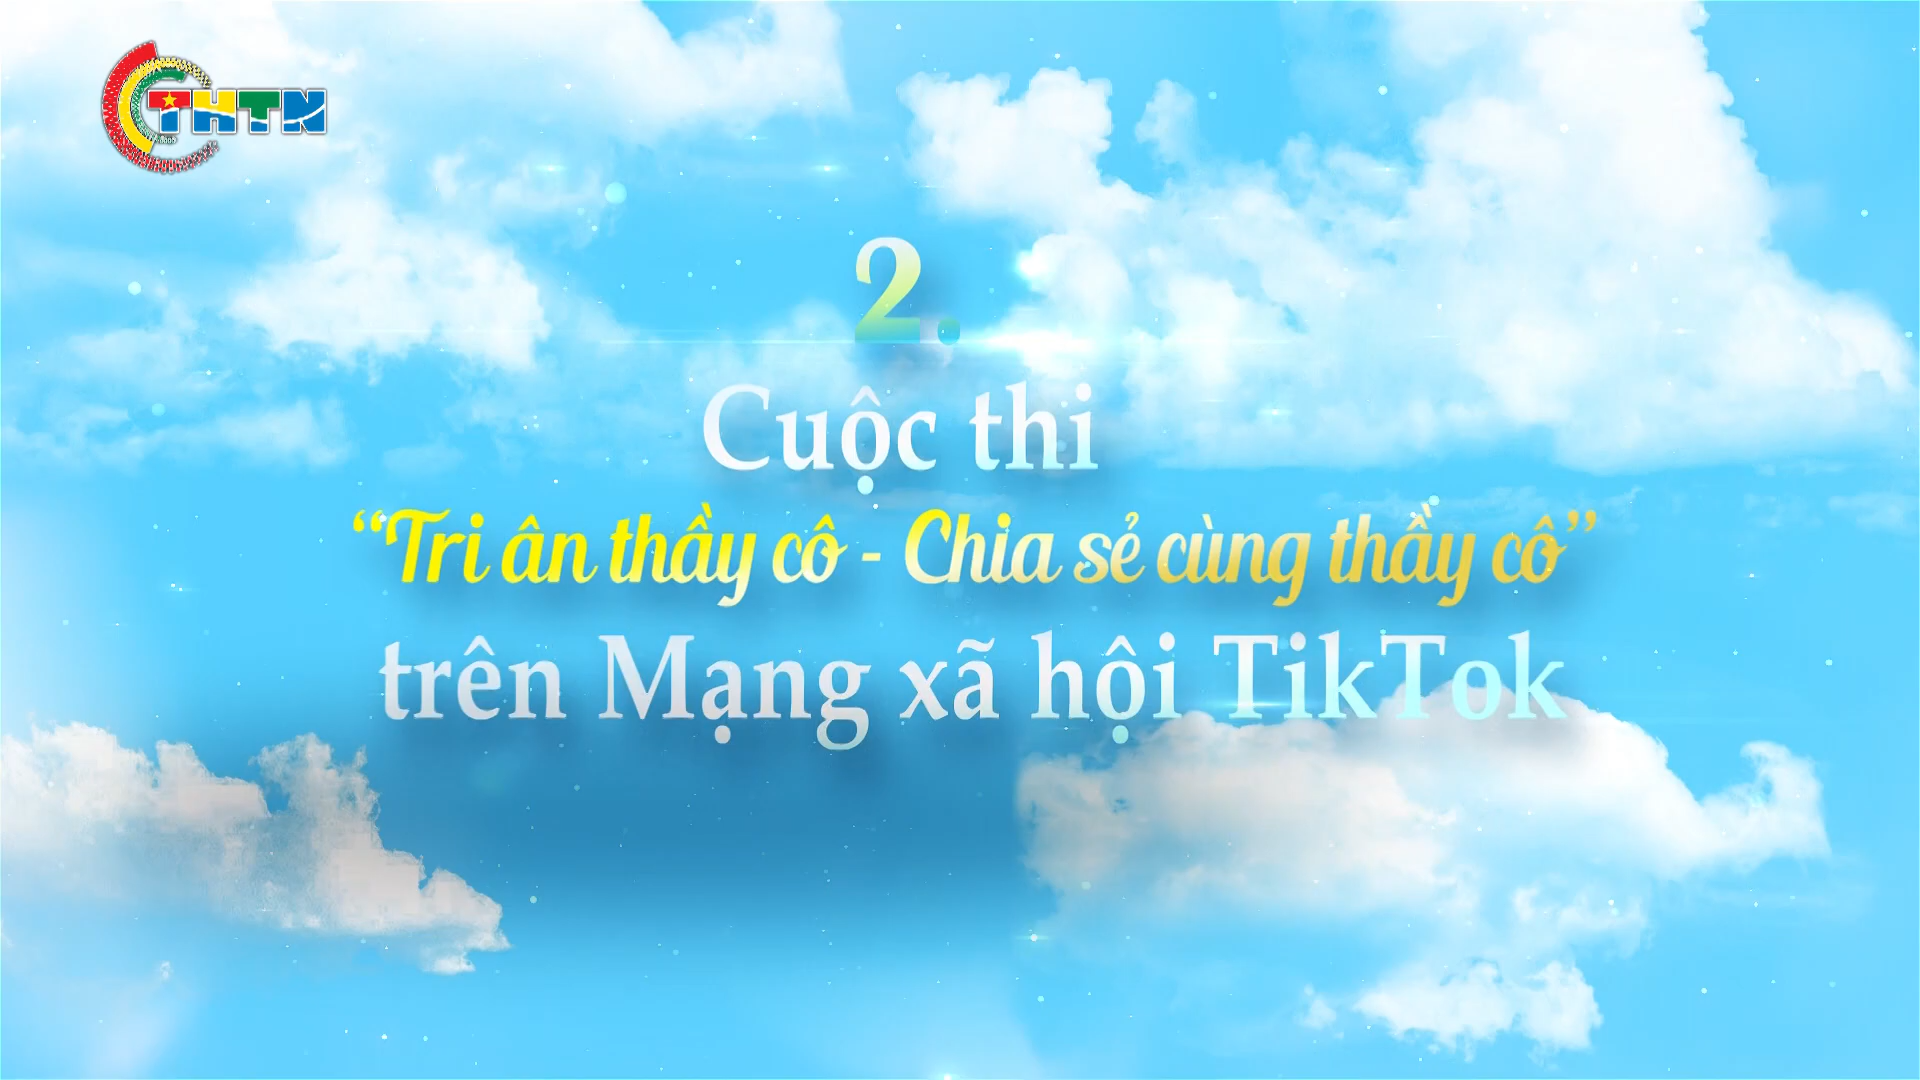 THTN
2.
Cuộc thi
“Tri ân thầy cô - Chia sẻ cùng thầy cô”
trên Mạng xã hội TikTok